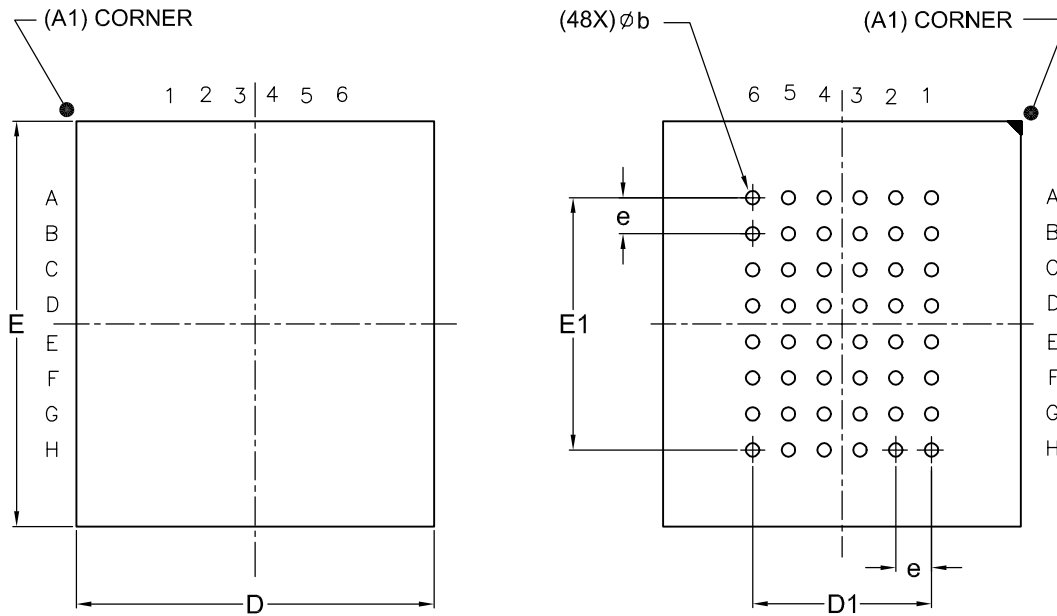 (A1) CORNER
1 2 3 4 5 6
A
B
C
D
E
F
G
H
E
D
(48X) Øb
(A1) CORNER
6 5 4 3 2 1
e
E1
A
B
C
D
E
F
G
H
e
D1